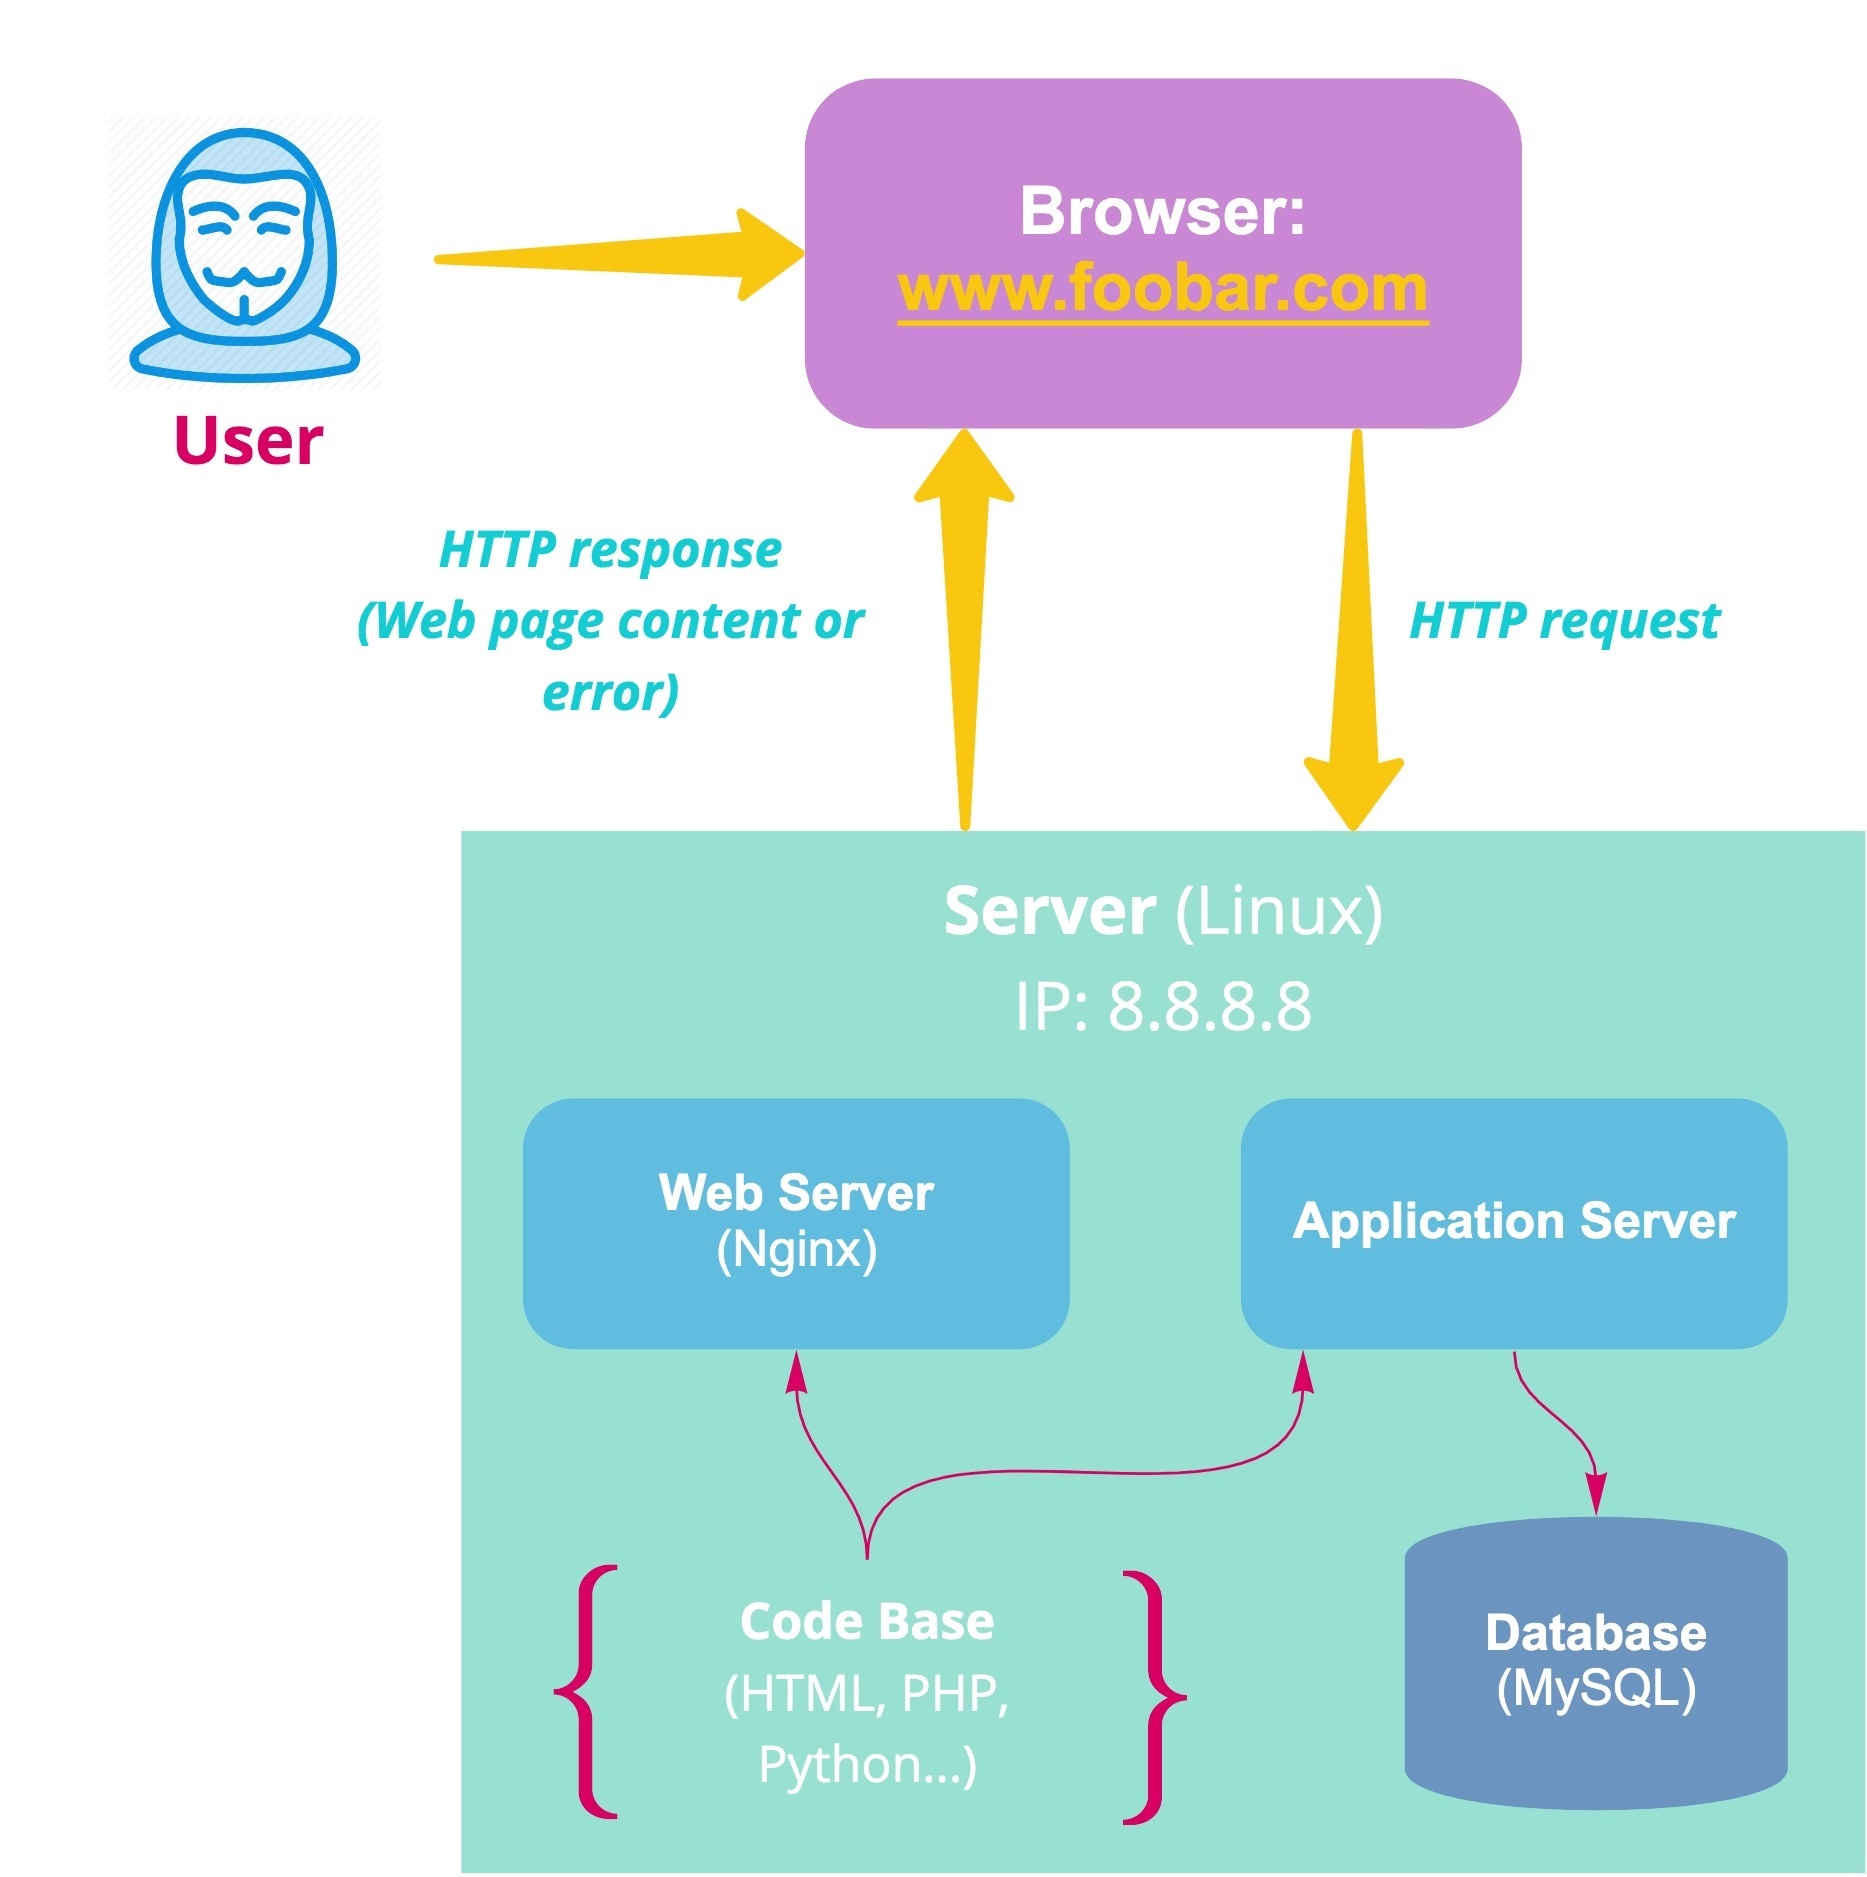 Browser:
www.foobar.com
User
HTTP response
(Web page content or
error)
HTTP request
Server (Linux)
IP: 8.8.8.8
Web Server
(Nginx)
Application Server
Code Base
(HTML, PHP,
Python...)
Database
(MySQL)